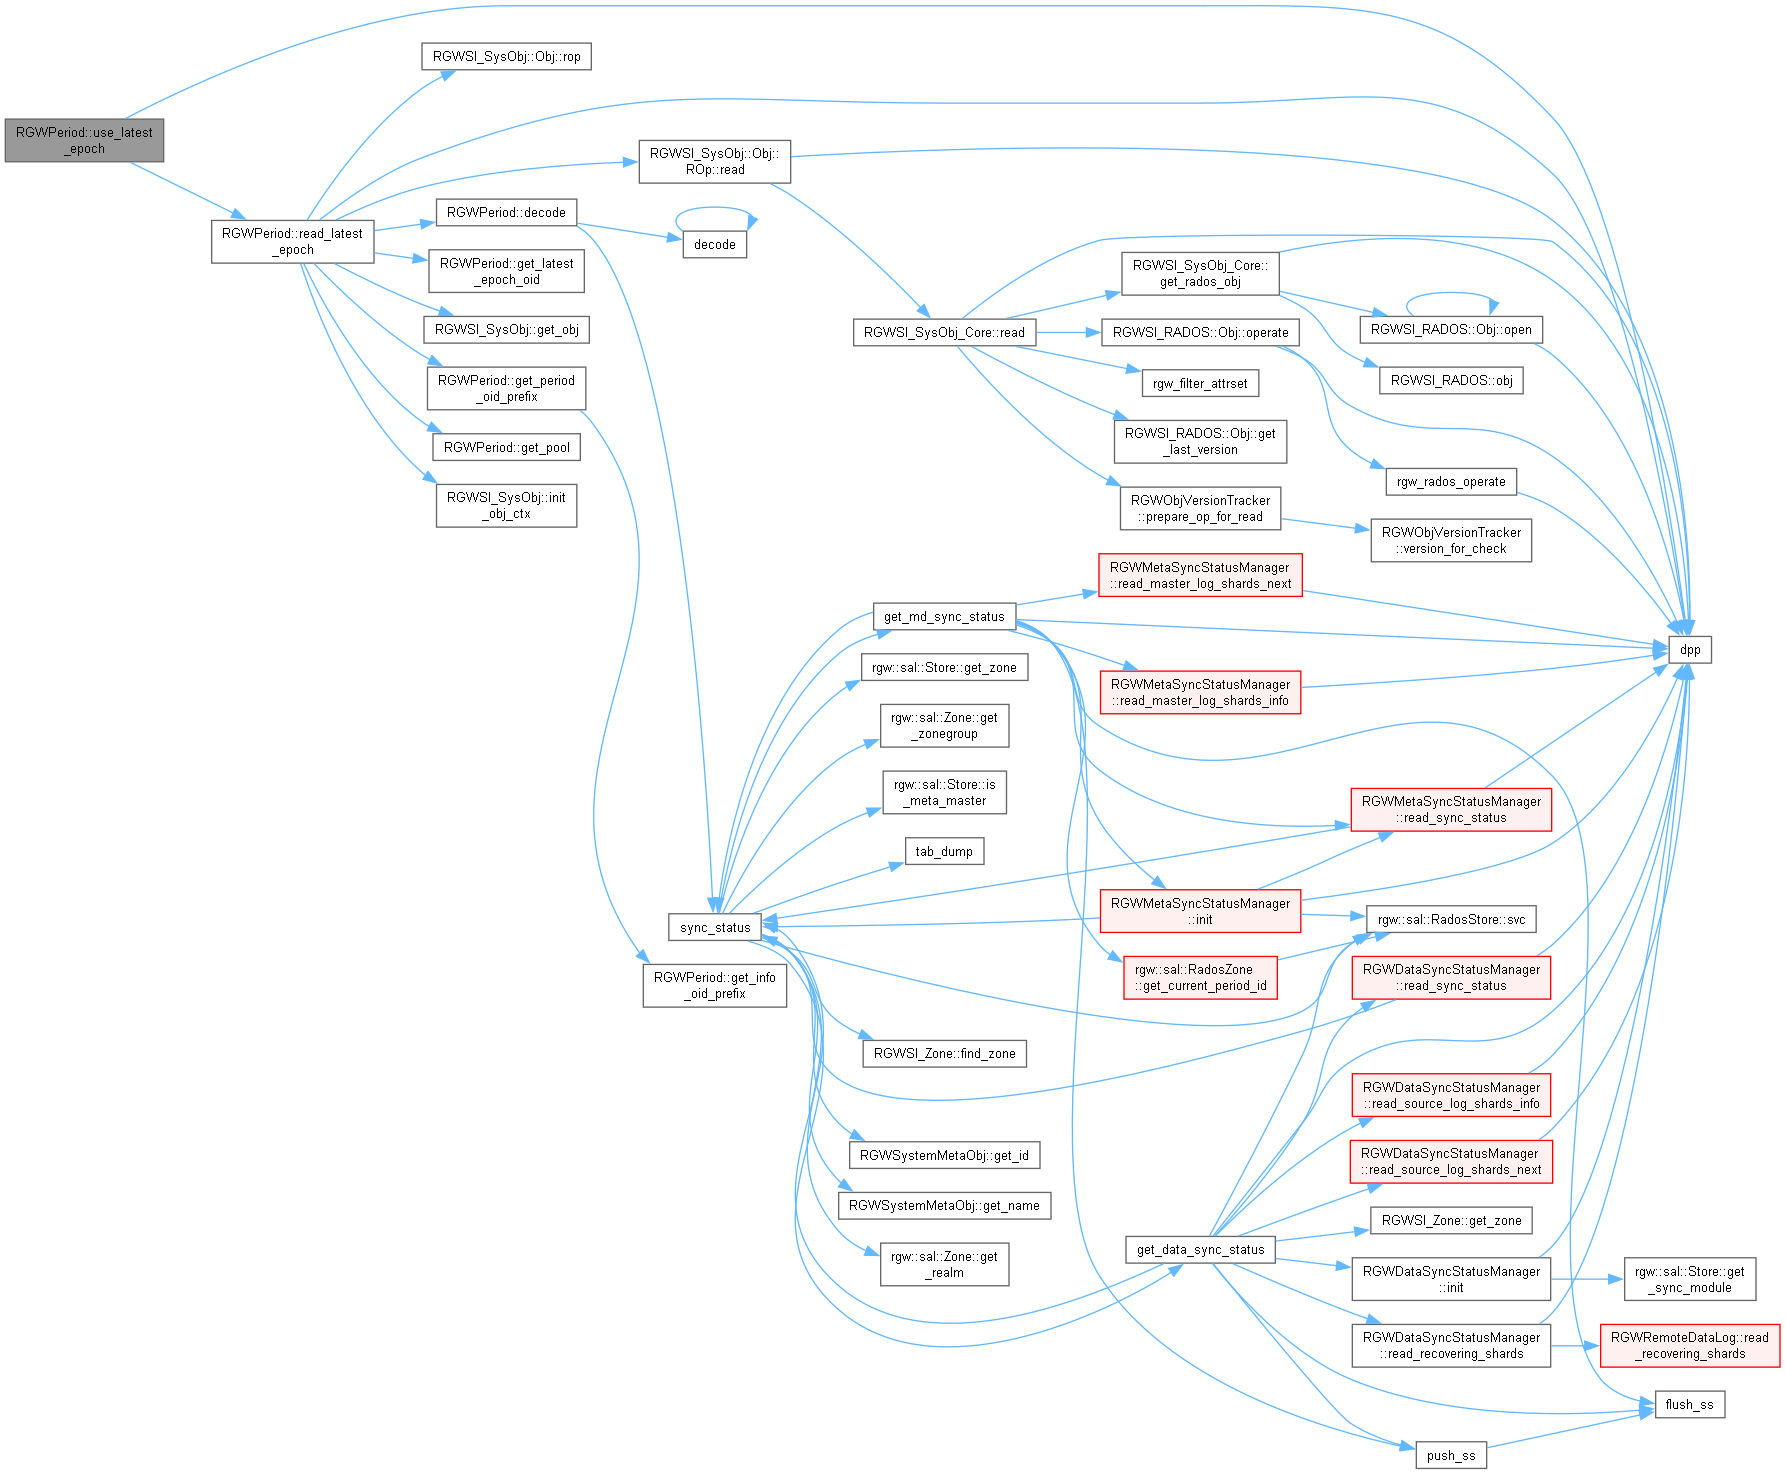 RGWSI_SysObj::Obj::rop
RGWPeriod::use_latest
_epoch
RGWSI_SysObj::Obj::
ROp::read
RGWPeriod::decode
RGWPeriod::read_latest
_epoch
decode
RGWPeriod::get_latest
_epoch_oid
RGWSI_SysObj_Core::
get_rados_obj
RGWSI_SysObj::get_obj
RGWSI_SysObj_Core::read
RGWSI_RADOS::Obj::operate
RGWSI_RADOS::Obj::open
RGWPeriod::get_period
_oid_prefix
rgw_filter_attrset
RGWSI_RADOS::obj
RGWPeriod::get_pool
RGWSI_RADOS::Obj::get
_last_version
rgw_rados_operate
RGWSI_SysObj::init
_obj_ctx
RGWObjVersionTracker
::prepare_op_for_read
RGWObjVersionTracker
::version_for_check
RGWMetaSyncStatusManager
::read_master_log_shards_next
get_md_sync_status
dpp
rgw::sal::Store::get_zone
RGWMetaSyncStatusManager
::read_master_log_shards_info
rgw::sal::Zone::get
_zonegroup
rgw::sal::Store::is
_meta_master
RGWMetaSyncStatusManager
::read_sync_status
tab_dump
RGWMetaSyncStatusManager
::init
rgw::sal::RadosStore::svc
sync_status
RGWPeriod::get_info
_oid_prefix
rgw::sal::RadosZone
::get_current_period_id
RGWDataSyncStatusManager
::read_sync_status
RGWSI_Zone::find_zone
RGWDataSyncStatusManager
::read_source_log_shards_info
RGWSystemMetaObj::get_id
RGWDataSyncStatusManager
::read_source_log_shards_next
RGWSystemMetaObj::get_name
RGWSI_Zone::get_zone
get_data_sync_status
rgw::sal::Zone::get
_realm
RGWDataSyncStatusManager
::init
rgw::sal::Store::get
_sync_module
RGWDataSyncStatusManager
::read_recovering_shards
RGWRemoteDataLog::read
_recovering_shards
flush_ss
push_ss